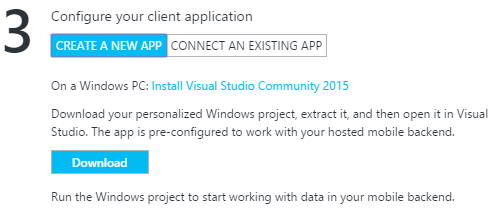 3
Configure your client application
CREATE A NEW APP CONNECT AN EXISTING APP
On a Windows PC: Install Visual Studio Community 2015
Download your personalized Windows project, extract it, and then open it in Visual
Studio. The app is pre-configured to work with your hosted mobile backend.
Download
Run the Windows project to start working with data in your mobile backend.